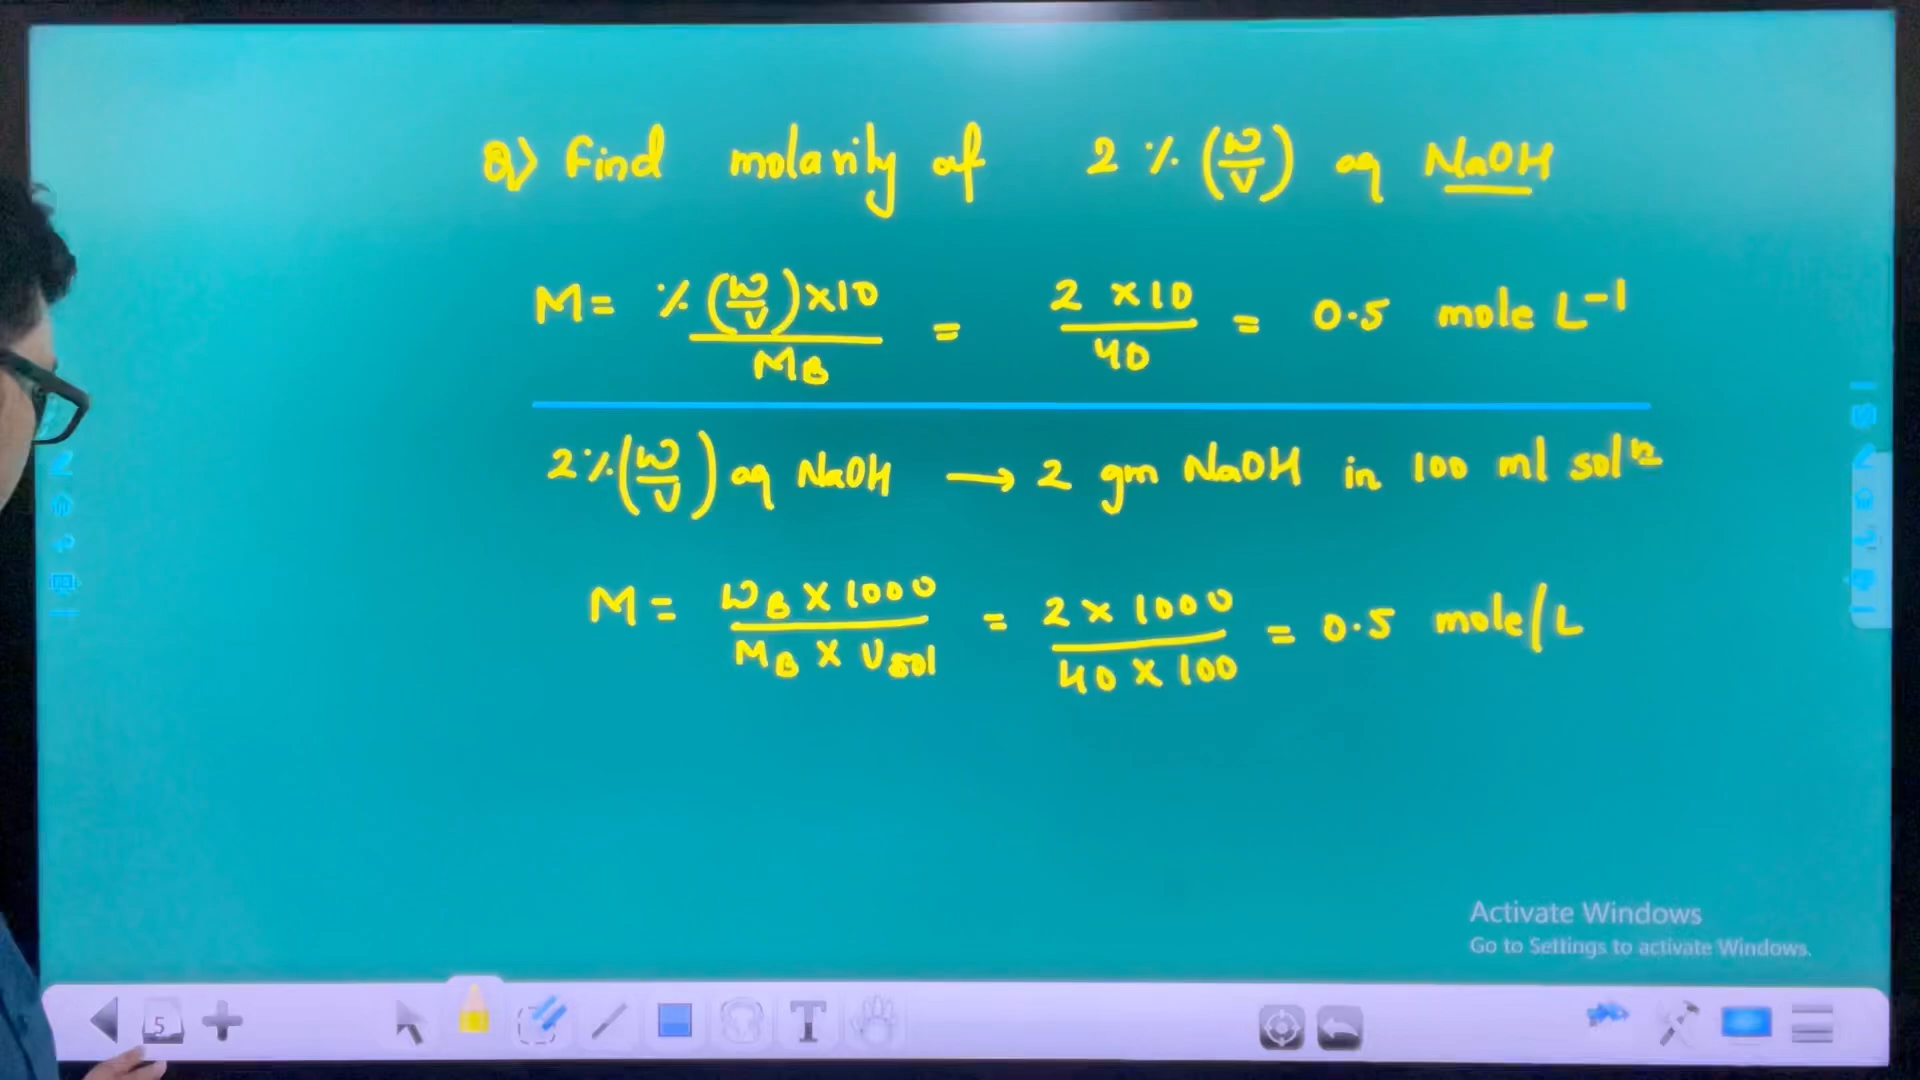 Q) Find molarity of 2 % (w/v) aq NaOH
M = % (w/v) × 10 / MB = 2 × 10 / 40 = 0.5 mole L⁻¹
2% (w/v) aq NaOH → 2 gm NaOH in 100 ml solⁿ
M = WB × 1000 / MB × Vsol = 2 × 1000 / 40 × 100 = 0.5 mole/L
Activate Windows
Go to Settings to activate Windows.
5
T